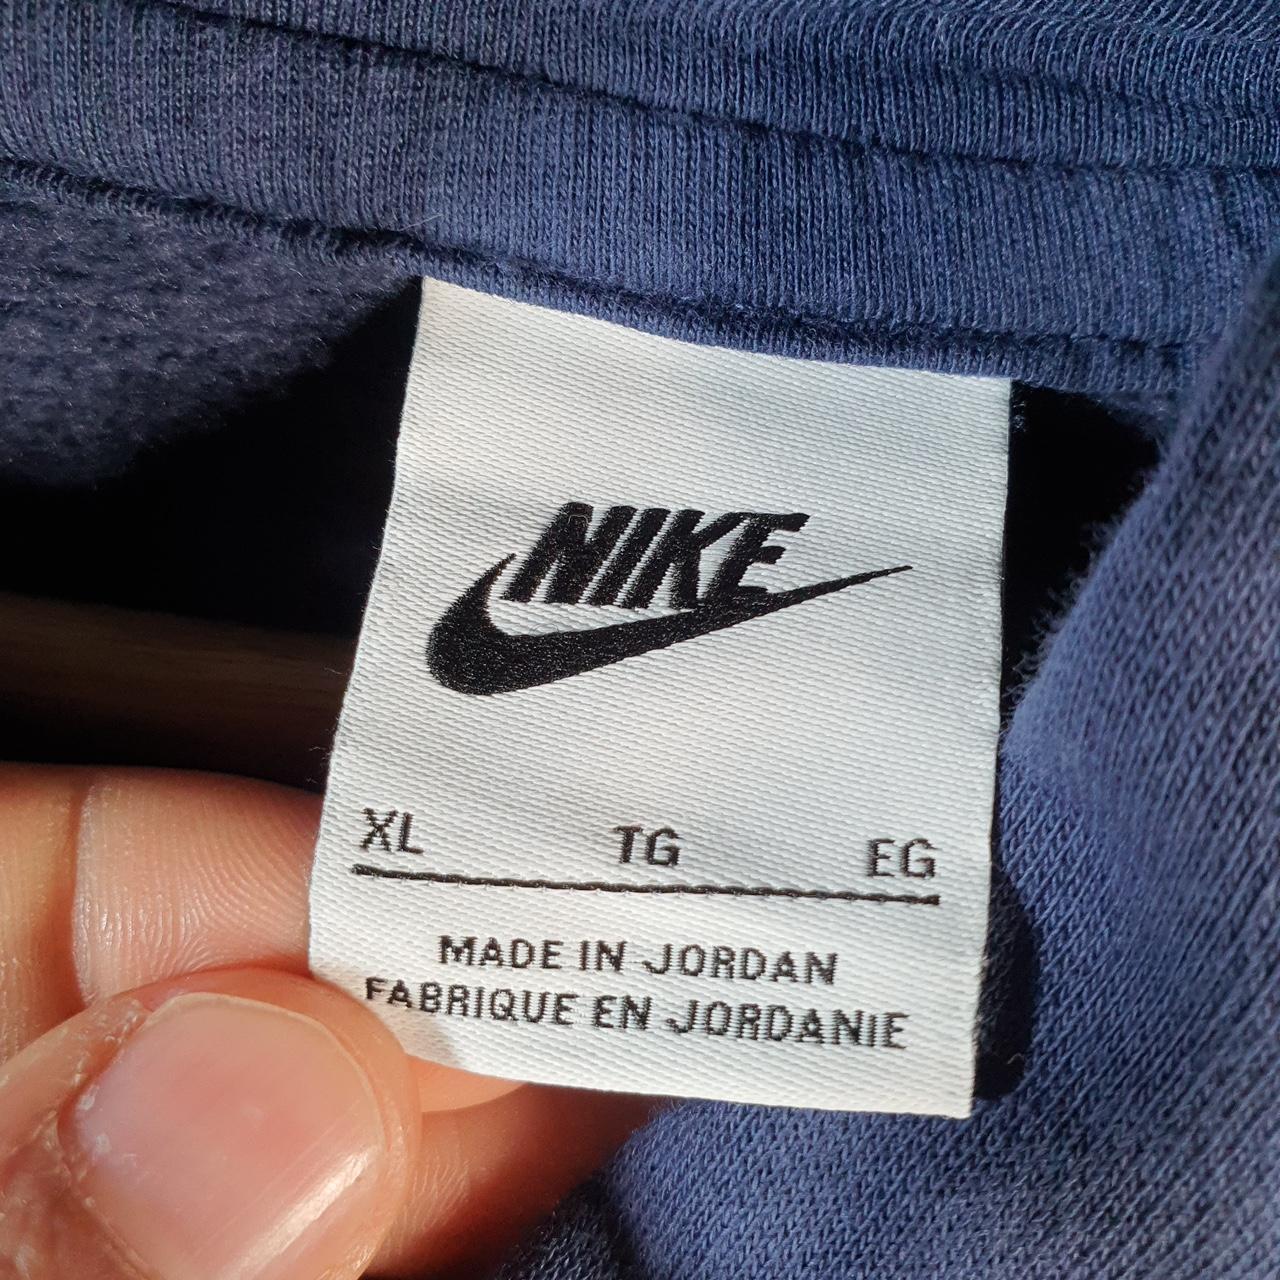 NIKE
XL TG EG
MADE IN JORDAN
FABRIQUE EN JORDANIE